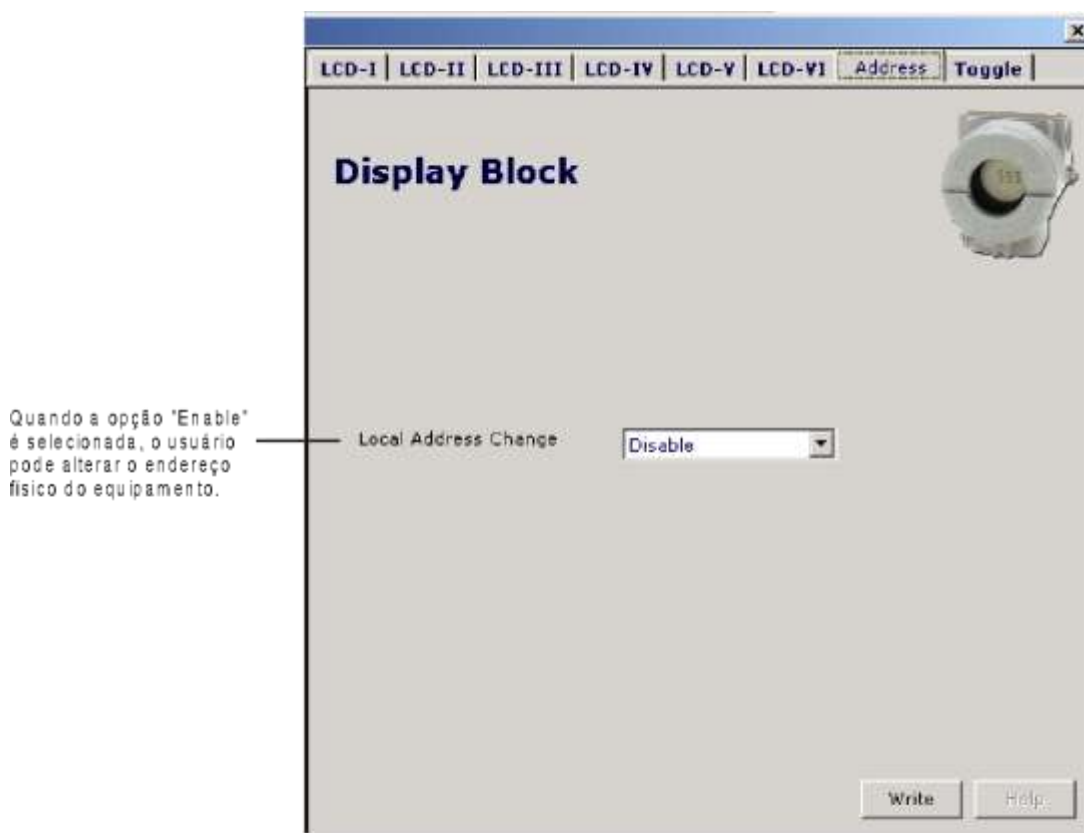 LCD-I LCD-II LCD-III LCD-IV LCD-V LCD-VI Address Toggle
Display Block
Quando a opção "Enable"
é selecionada, o usuário
pode alterar o endereço
físico do equipamento.
Local Address Change Disable
Write Help